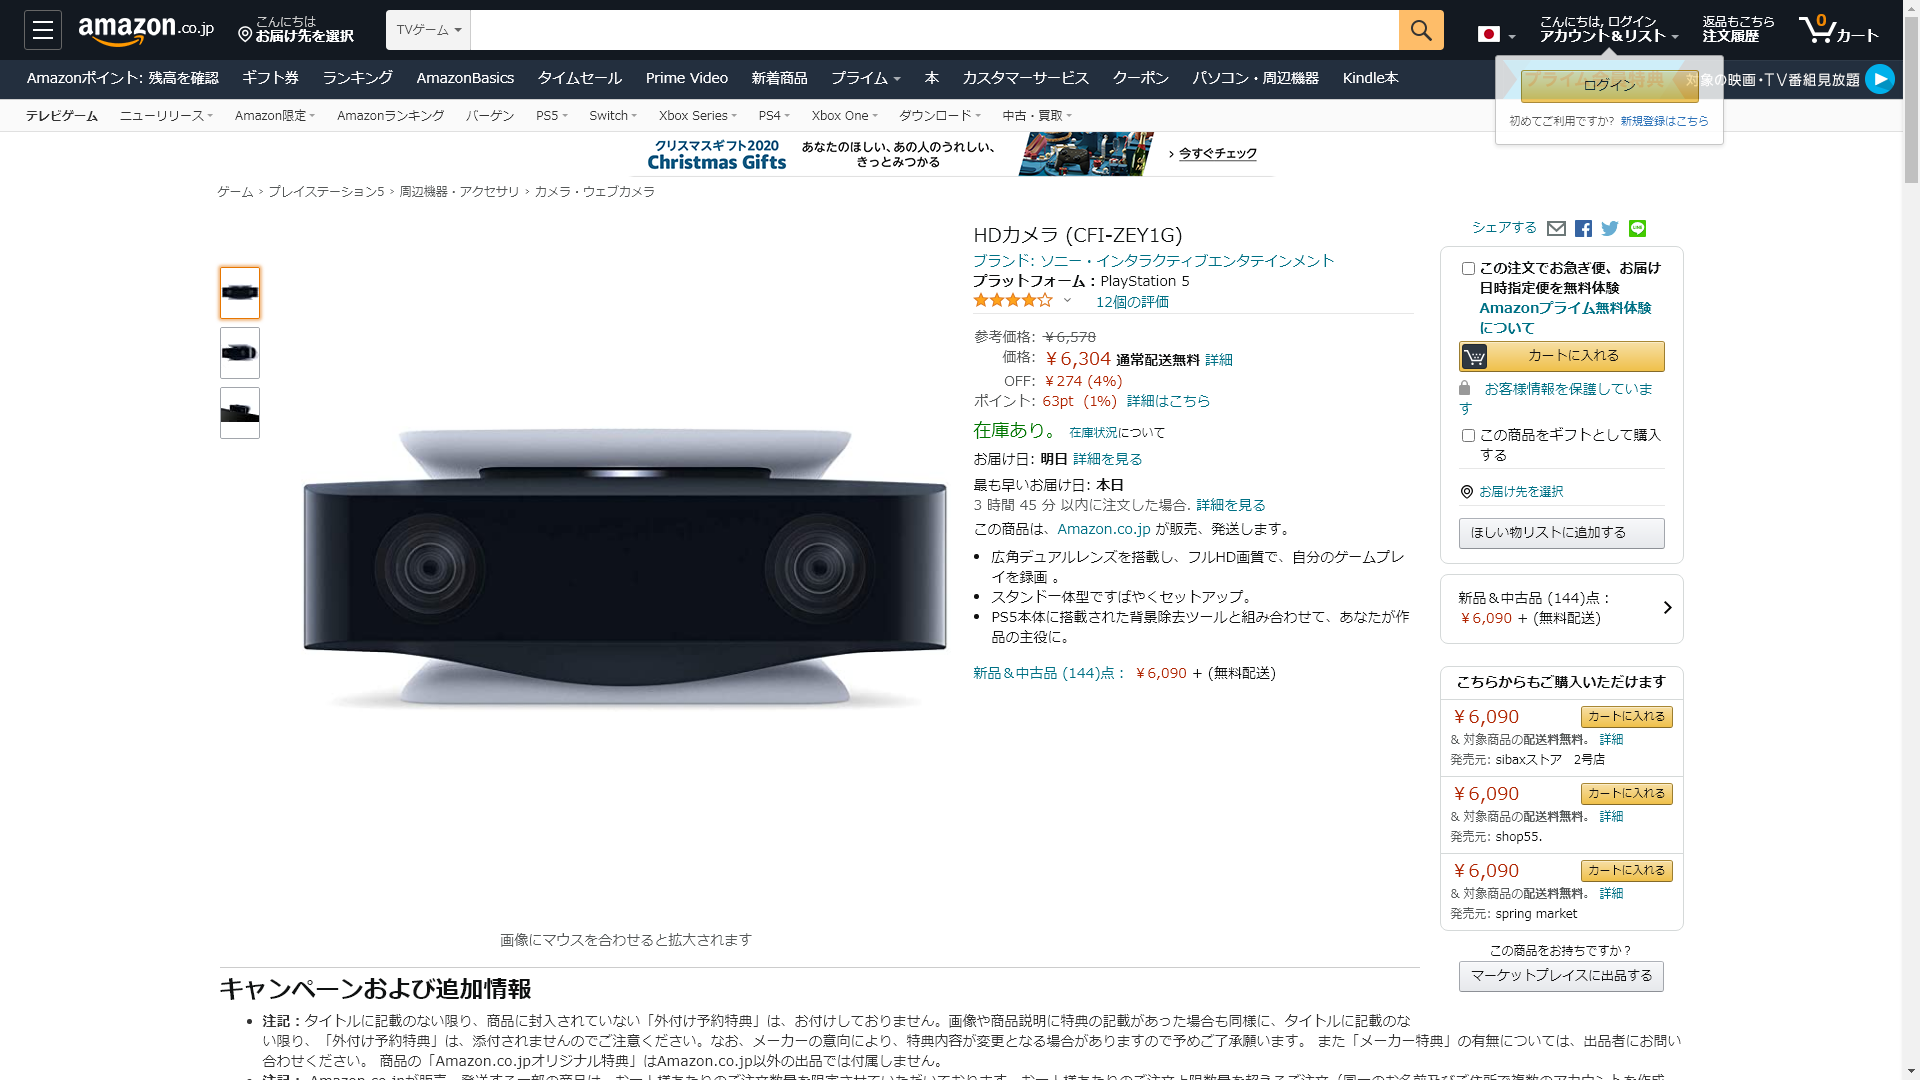 amazon.co.jp
こんにちは
お届け先を選択
TVゲーム
こんにちは, ログイン
アカウント&リスト
返品もこちら
注文履歴
0
カート
Amazonポイント: 残高を確認
ギフト券
ランキング
AmazonBasics
タイムセール
Prime Video
新着商品
プライム
本
カスタマーサービス
クーポン
パソコン・周辺機器
Kindle本
対象の映画・TV番組見放題
ログイン
初めてご利用ですか? 新規登録はこちら
テレビゲーム
ニューリリース
Amazon限定
Amazonランキング
バーゲン
PS5
Switch
Xbox Series
PS4
Xbox One
ダウンロード
中古・買取
クリスマスギフト2020
Christmas Gifts
あなたのほしい、あの人のうれしい、
きっとみつかる
› 今すぐチェック
ゲーム › プレイステーション5 › 周辺機器・アクセサリ › カメラ・ウェブカメラ
画像にマウスを合わせると拡大されます
HDカメラ (CFI-ZEY1G)
ブランド: ソニー・インタラクティブエンタテインメント
プラットフォーム : PlayStation 5
12個の評価
参考価格: ￥6,578
価格: ￥6,304 通常配送無料 詳細
OFF: ￥274 (4%)
ポイント: 63pt (1%) 詳細はこちら
在庫あり。 在庫状況について
お届け日: 明日 詳細を見る
最も早いお届け日: 本日
3 時間 45 分 以内に注文した場合. 詳細を見る
この商品は、Amazon.co.jp が販売、発送します。
広角デュアルレンズを搭載し、フルHD画質で、自分のゲームプレ
イを録画 。
スタンド一体型ですばやくセットアップ。
PS5本体に搭載された背景除去ツールと組み合わせて、あなたが作
品の主役に。
新品＆中古品 (144)点： ￥6,090 + (無料配送)
シェアする
この注文でお急ぎ便、お届け
日時指定便を無料体験
Amazonプライム無料体験
について
カートに入れる
お客様情報を保護していま
す
この商品をギフトとして購入
する
お届け先を選択
ほしい物リストに追加する
新品＆中古品 (144)点：
￥6,090 + (無料配送)
こちらからもご購入いただけます
￥6,090
カートに入れる
& 対象商品の配送料無料。 詳細
発売元: sibaxストア 2号店
￥6,090
カートに入れる
& 対象商品の配送料無料。 詳細
発売元: shop55.
￥6,090
カートに入れる
& 対象商品の配送料無料。 詳細
発売元: spring market
この商品をお持ちですか？
マーケットプレイスに出品する
キャンペーンおよび追加情報
注記：タイトルに記載のない限り、商品に封入されていない「外付け予約特典」は、お付けしておりません。画像や商品説明に特典の記載があった場合も同様に、タイトルに記載のな
い限り、「外付け予約特典」は、添付されませんのでご注意ください。なお、メーカーの意向により、特典内容が変更となる場合がありますので予めご了承願います。 また「メーカー特典」の有無については、出品者にお問い
合わせください。 商品の「Amazon.co.jpオリジナル特典」はAmazon.co.jp以外の出品では付属しません。